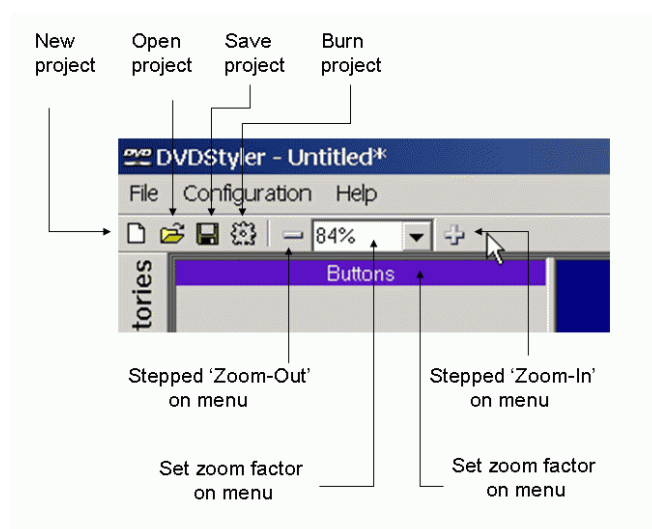 New
project
Open
project
Save
project
Burn
project
DVD DVDStyler - Untitled*
File Configuration Help
84%
tories
Buttons
Stepped ‘Zoom-Out’
on menu
Stepped ‘Zoom-In’
on menu
Set zoom factor
on menu
Set zoom factor
on menu